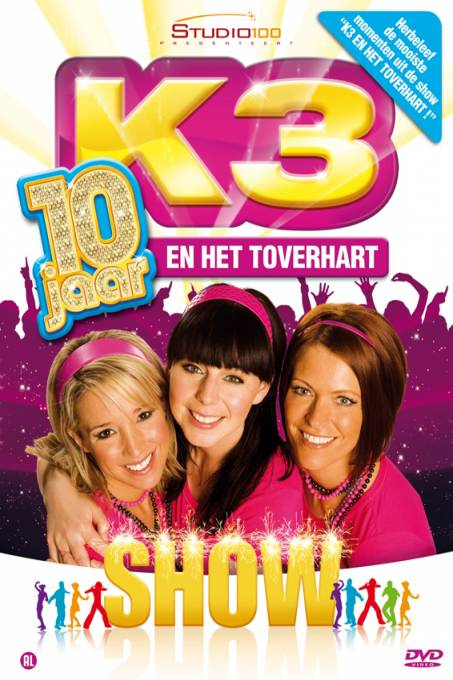 STUDIO100
PRESENTEERT
Herbeleef
de mooiste
momenten uit de show
"K3 EN HET TOVERHART!"
K3
10
jaar
EN HET TOVERHART
SHOW
AL
DVD
VIDEO